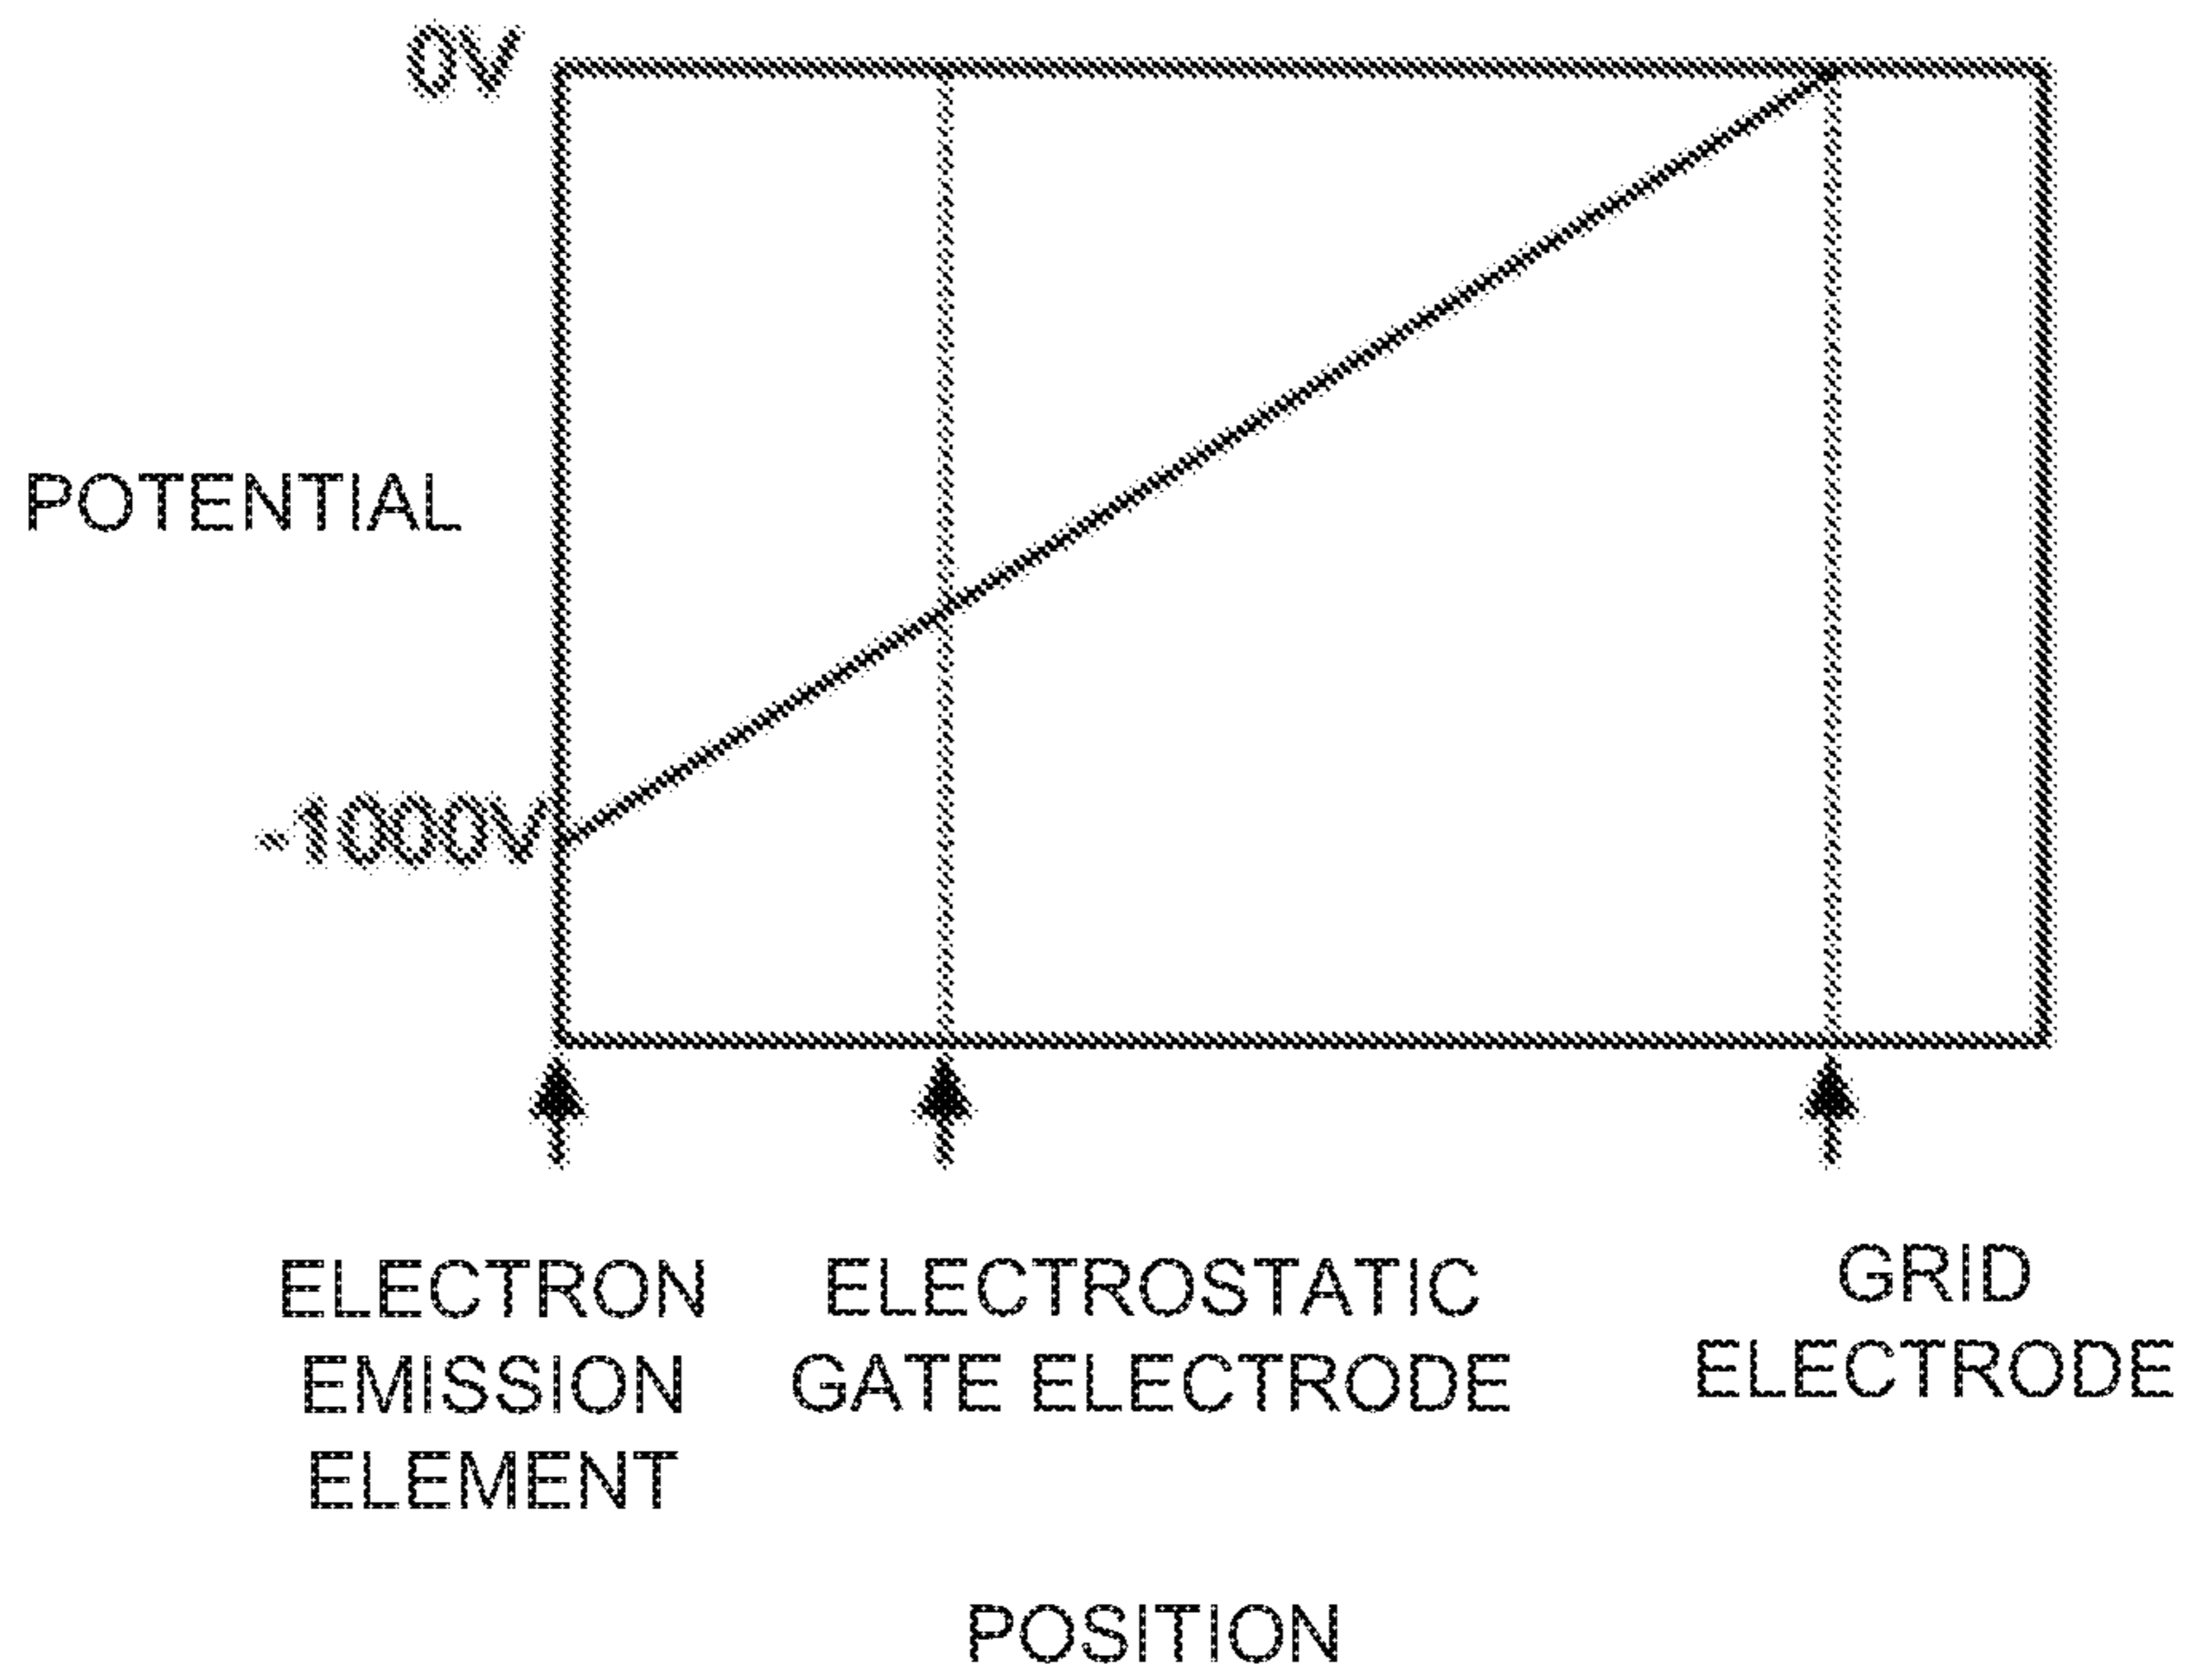 0V
POTENTIAL
-1000V
ELECTRON
EMISSION
ELEMENT
ELECTROSTATIC
GATE ELECTRODE
GRID
ELECTRODE
POSITION